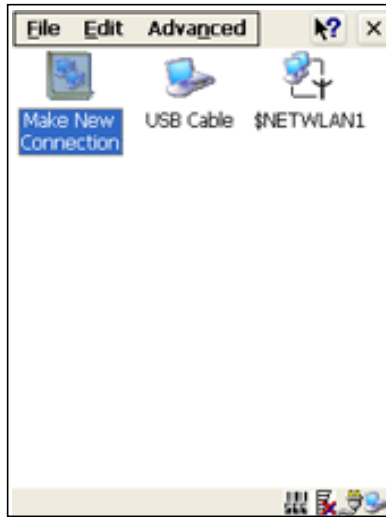 File Edit Advanced ?  ×
Make New USB Cable $NETWLAN1
Connection